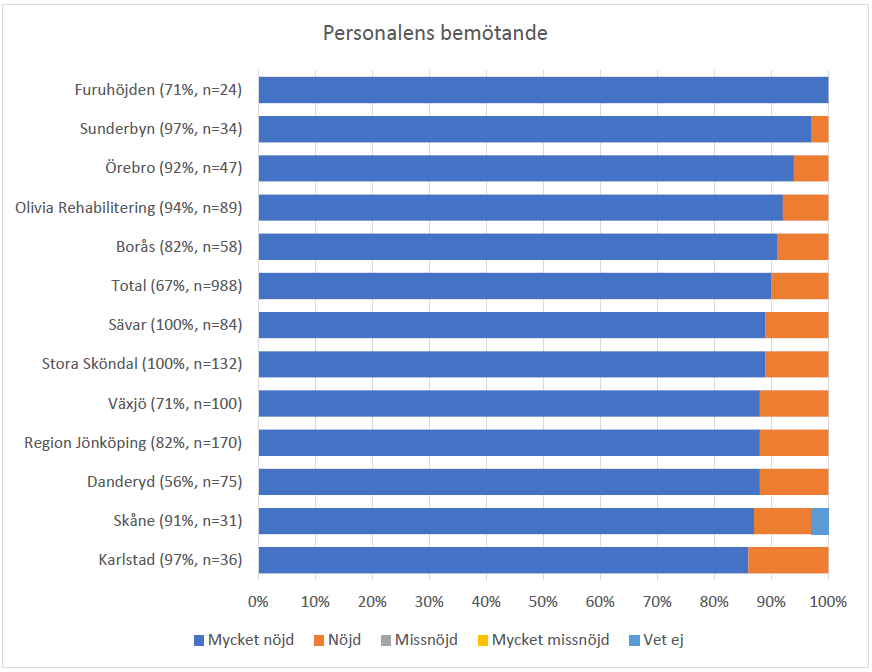 Personalens bemötande
Furuhöjden (71%, n=24)
Sunderbyn (97%, n=34)
Örebro (92%, n=47)
Olivia Rehabilitering (94%, n=89)
Borås (82%, n=58)
Total (67%, n=988)
Sävar (100%, n=84)
Stora Sköndal (100%, n=132)
Växjö (71%, n=100)
Region Jönköping (82%, n=170)
Danderyd (56%, n=75)
Skåne (91%, n=31)
Karlstad (97%, n=36)
0% 10% 20% 30% 40% 50% 60% 70% 80% 90% 100%
Mycket nöjd Nöjd Missnöjd Mycket missnöjd Vet ej